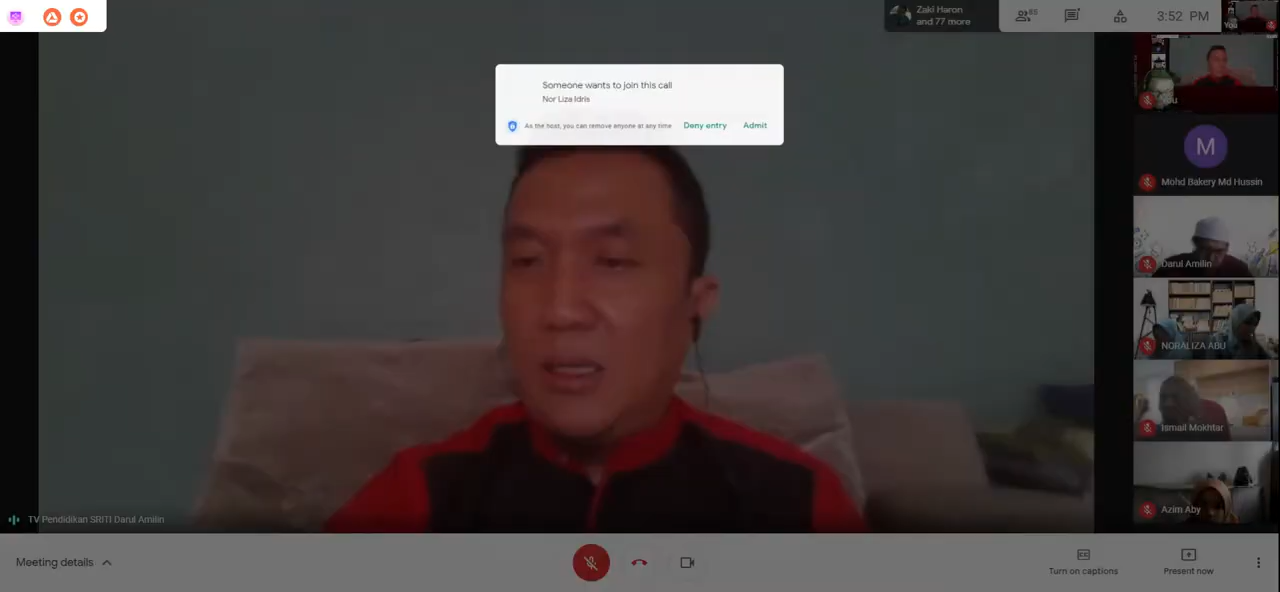 Zaki Haron
and 77 more
85
3:52 PM
You
Someone wants to join this call
Nor Liza Idris
As the host, you can remove anyone at any time
Deny entry
Admit
You
M
Mohd Bakery Md Hussin
Darul Amilin
NORALIZA ABU
Ismail Mokhtar
Azim Aby
TV Pendidikan SRITI Darul Amilin
Meeting details
CC
Turn on captions
Present now